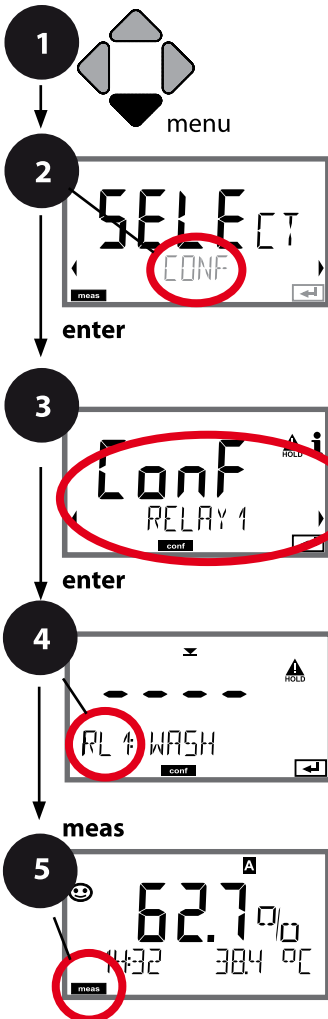 1
menu
2
SELECT
CONF
meas
enter
3
ConF
HOLD
i
RELAY 1
conf
enter
4
HOLD
----
RL 1: WASH
conf
meas
5
A
62.7%
14:32 38.4 °C
meas